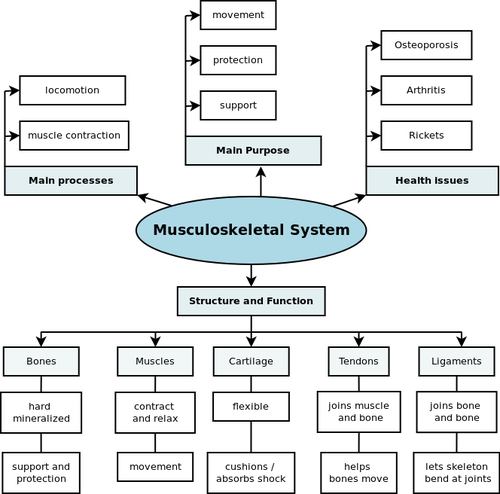 movement
protection
support
Main Purpose
locomotion
muscle contraction
Main processes
Osteoporosis
Arthritis
Rickets
Health Issues
Musculoskeletal System
Structure and Function
Bones
Muscles
Cartilage
Tendons
Ligaments
hard
mineralized
contract
and relax
flexible
joins muscle
and bone
joins bone
and bone
support and
protection
movement
cushions /
absorbs shock
helps
bones move
lets skeleton
bend at joints